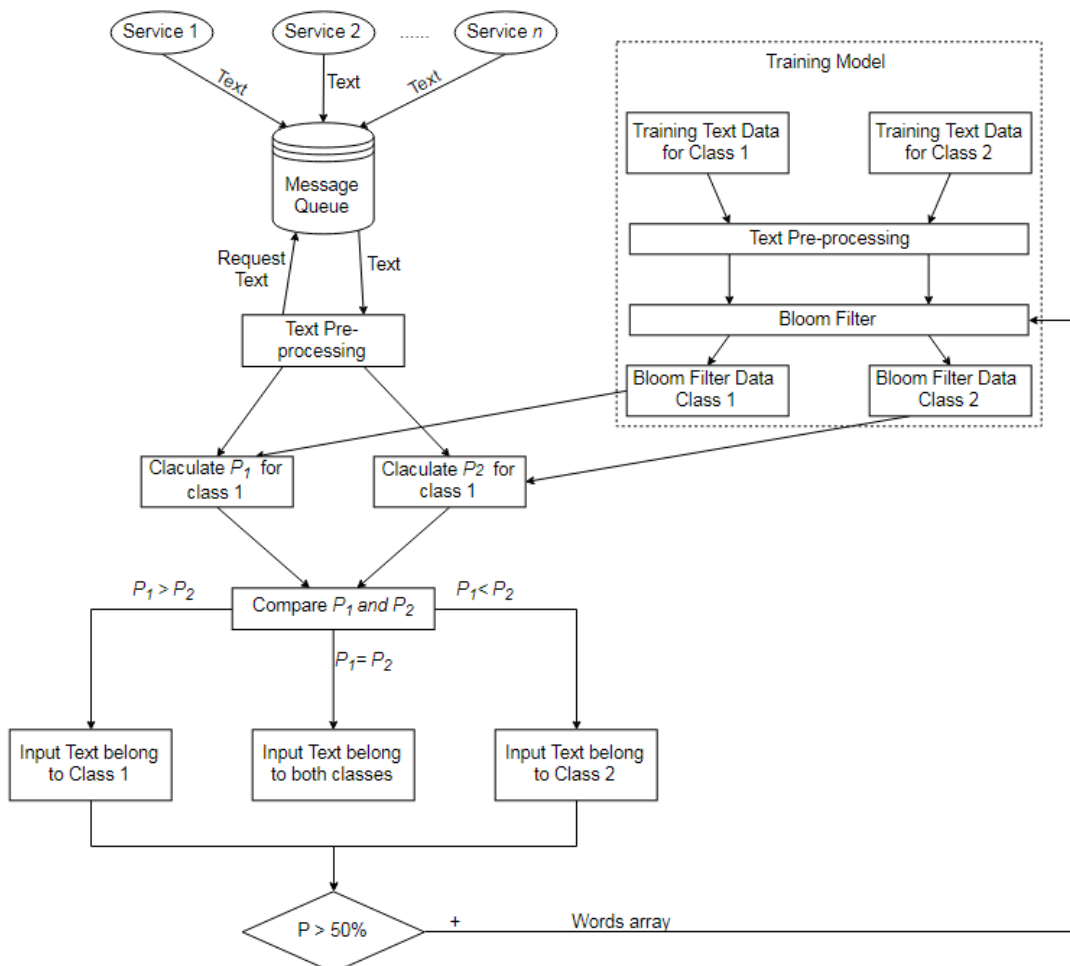 Service 1
Service 2
......
Service n
Text
Text
Text
Message
Queue
Request
Text
Text
Text Pre-
processing
Training Model
Training Text Data
for Class 1
Training Text Data
for Class 2
Text Pre-processing
Bloom Filter
Bloom Filter Data
Class 1
Bloom Filter Data
Class 2
Claculate P1 for
class 1
Claculate P2 for
class 1
P1 > P2
Compare P1 and P2
P1< P2
P1= P2
Input Text belong
to Class 1
Input Text belong
to both classes
Input Text belong
to Class 2
P > 50%
+
Words array